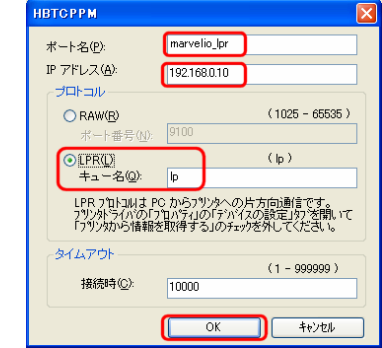 HBTCPPM
ポート名(P): marvelio_lpr
IP アドレス(A): 192.168.0.10
プロトコル
RAW(R) (1025 - 65535 )
ポート番号(N): 9100
LPR(L) ( lp )
キュー名(Q): lp
LPR プロトコルは PC からプリンタへの片方向通信です。
プリンタドライバの「プロパティ」の「デバイスの設定」タブを開いて
「プリンタから情報を取得する」のチェックを外してください。
タイムアウト
(1 - 999999 )
接続時(C): 10000
OK キャンセル